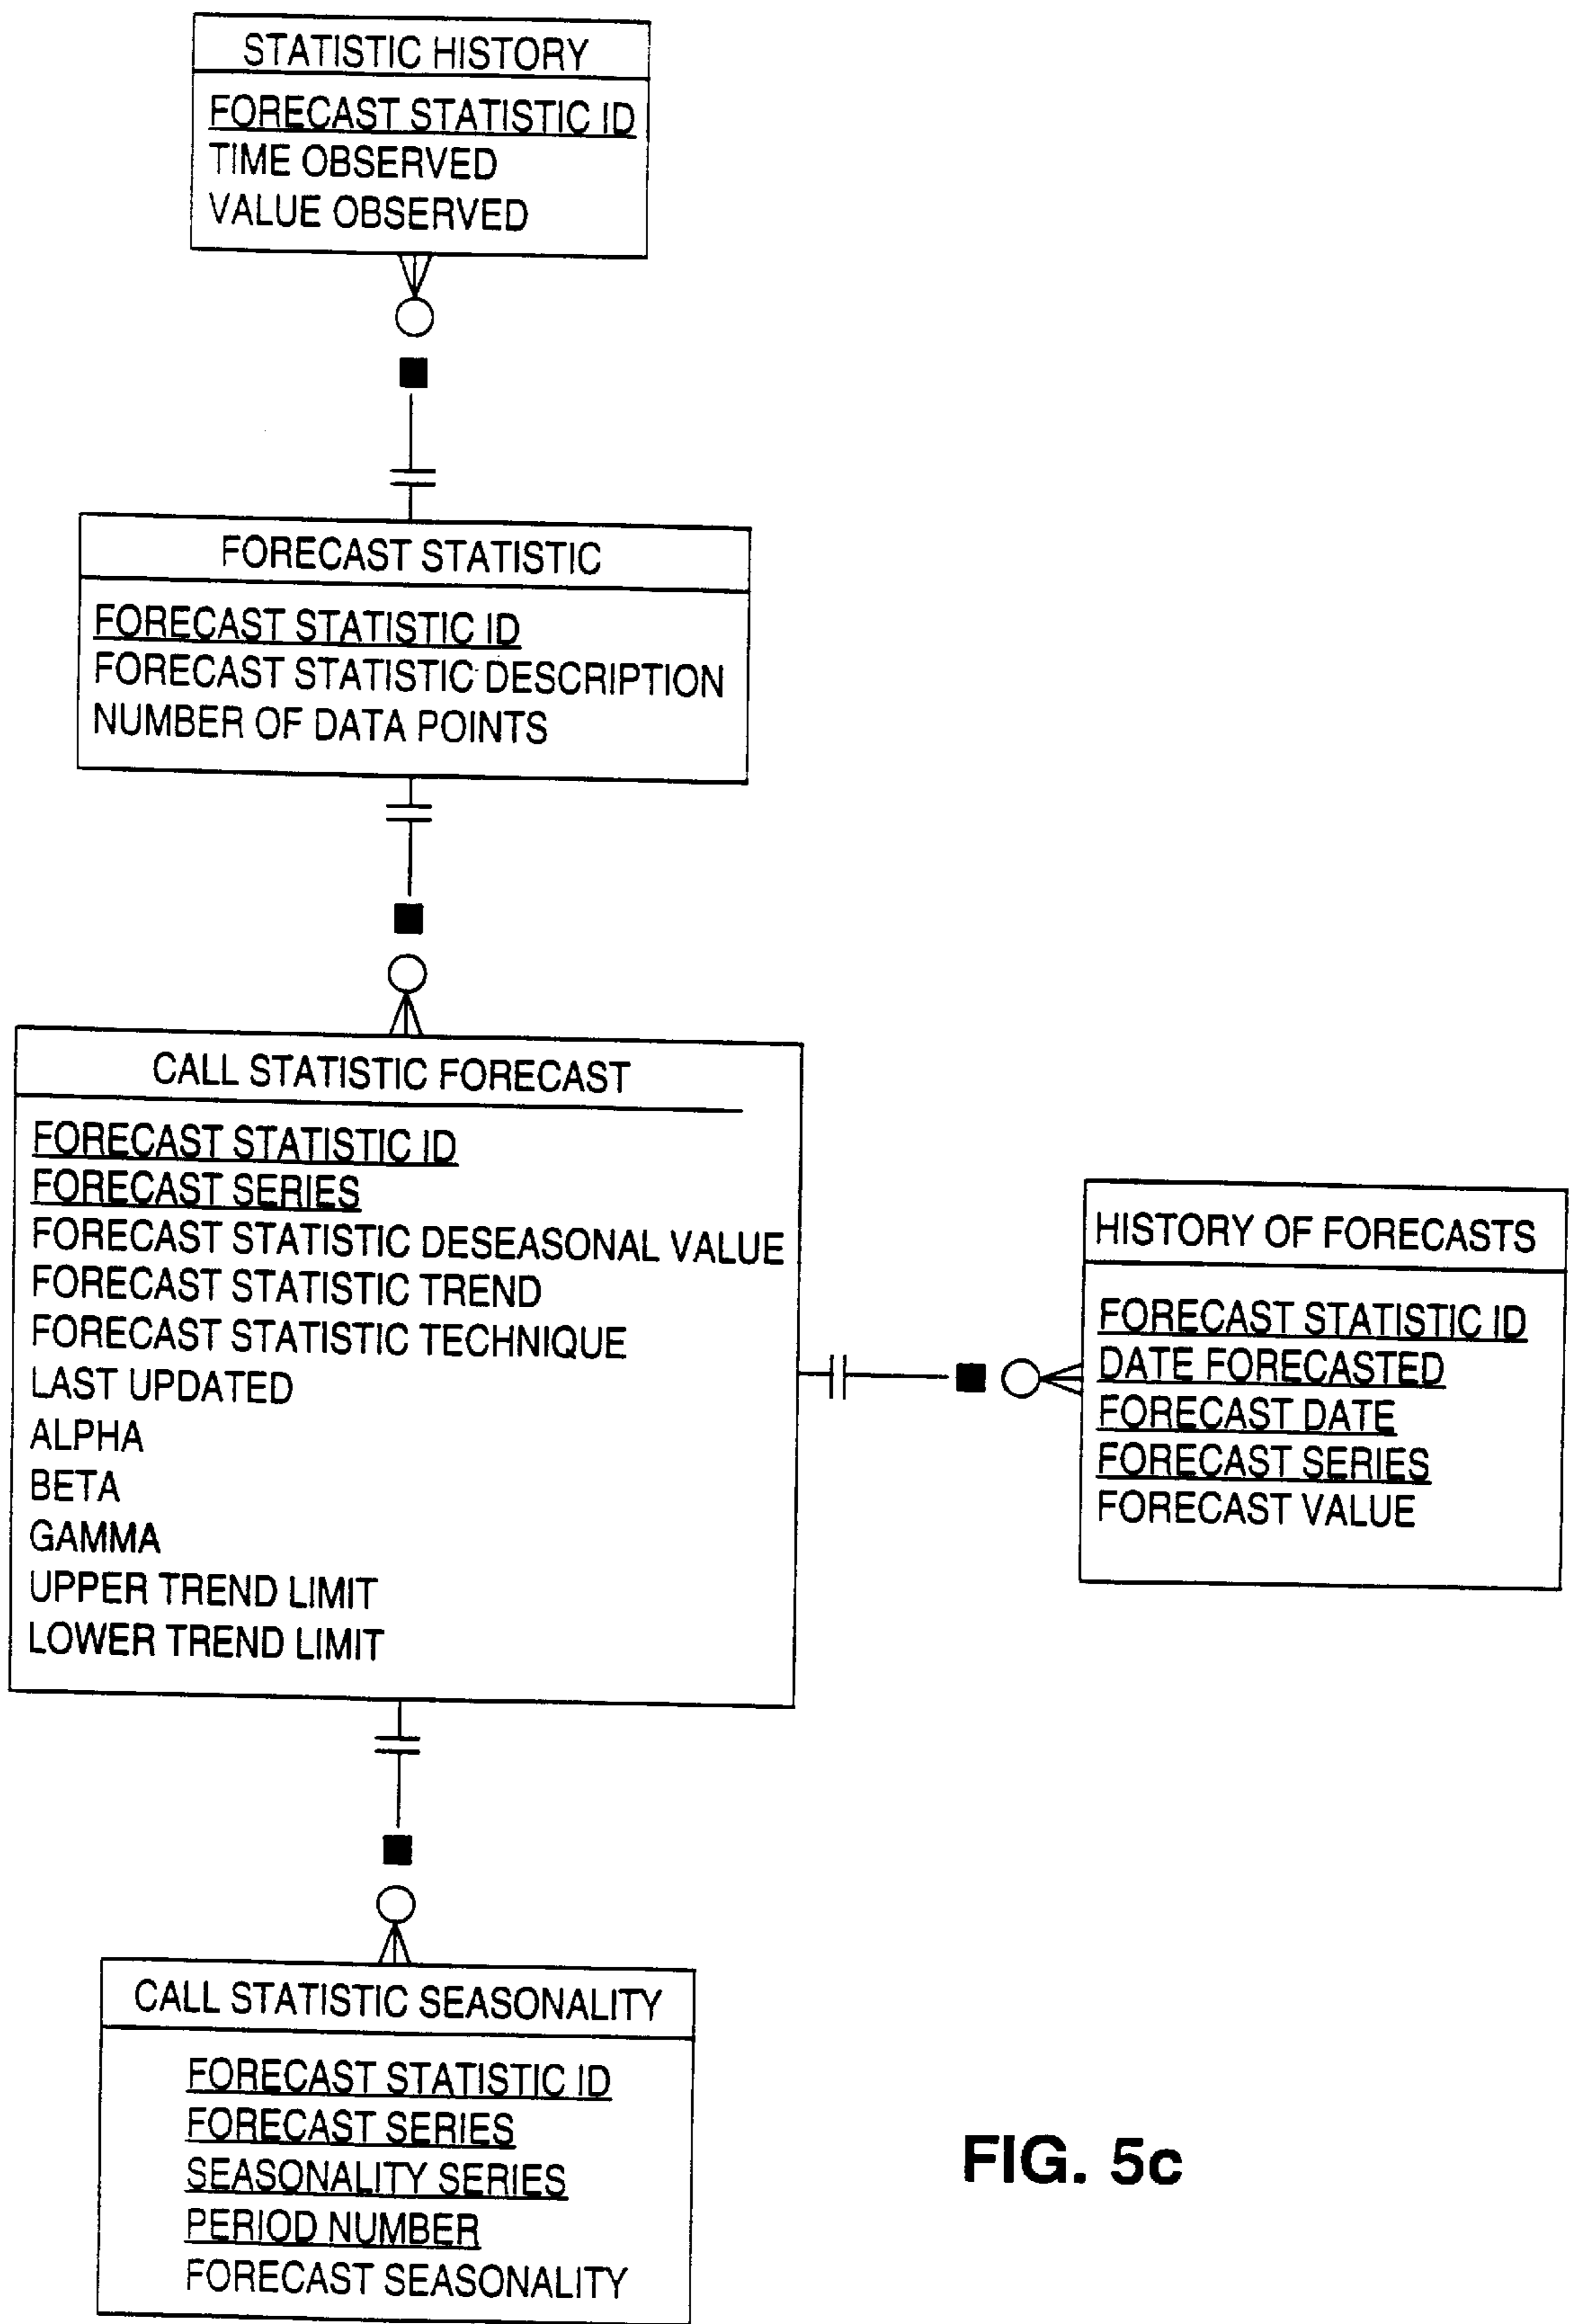 STATISTIC HISTORY
FORECAST STATISTIC ID
TIME OBSERVED
VALUE OBSERVED
FORECAST STATISTIC
FORECAST STATISTIC ID
FORECAST STATISTIC DESCRIPTION
NUMBER OF DATA POINTS
CALL STATISTIC FORECAST
FORECAST STATISTIC ID
FORECAST SERIES
FORECAST STATISTIC DESEASONAL VALUE
FORECAST STATISTIC TREND
FORECAST STATISTIC TECHNIQUE
LAST UPDATED
ALPHA
BETA
GAMMA
UPPER TREND LIMIT
LOWER TREND LIMIT
HISTORY OF FORECASTS
FORECAST STATISTIC ID
DATE FORECASTED
FORECAST DATE
FORECAST SERIES
FORECAST VALUE
CALL STATISTIC SEASONALITY
FORECAST STATISTIC ID
FORECAST SERIES
SEASONALITY SERIES
PERIOD NUMBER
FORECAST SEASONALITY
FIG. 5c